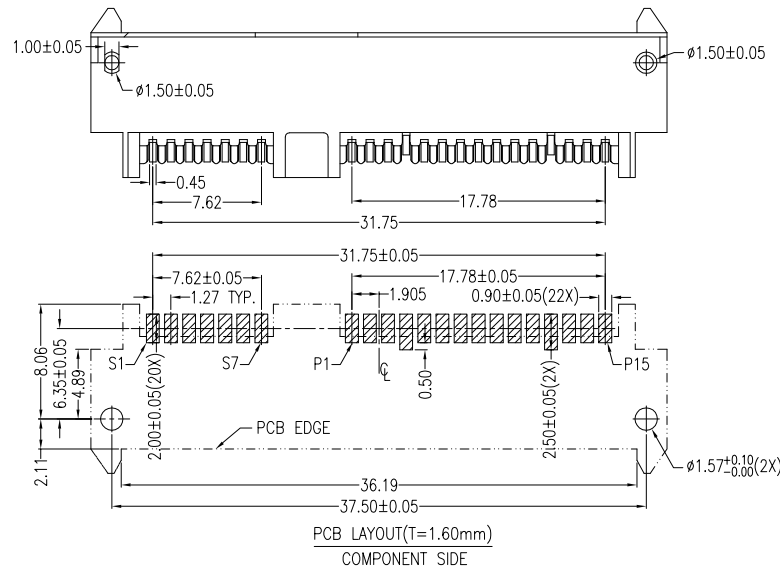 1.00±0.05
ø1.50±0.05
ø1.50±0.05
0.45
7.62
17.78
31.75
31.75±0.05
7.62±0.05
17.78±0.05
1.27 TYP.
1.905
0.90±0.05(22X)
S1
S7
P1
P15
8.06
6.35±0.05
4.89
2.11
2.00±0.05(20X)
℄
0.50
2.50±0.05(2X)
PCB EDGE
ø1.57+0.10-0.00(2X)
36.19
37.50±0.05
PCB LAYOUT(T=1.60mm)
COMPONENT SIDE